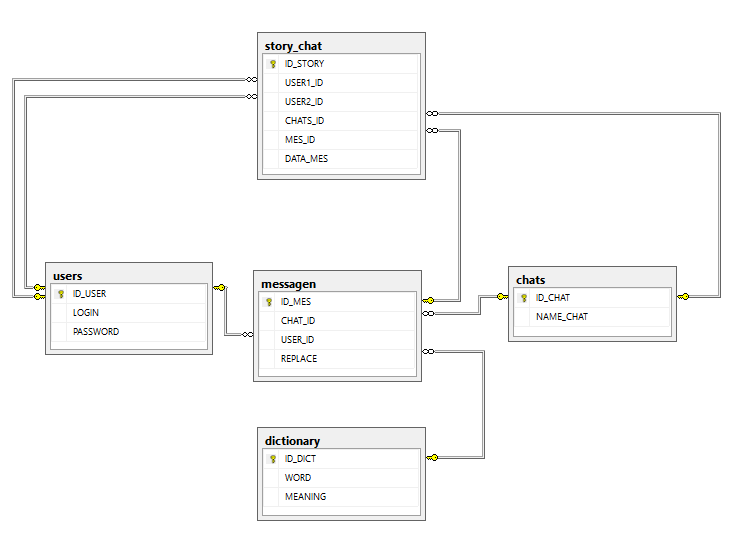 story_chat
ID_STORY
USER1_ID
USER2_ID
CHATS_ID
MES_ID
DATA_MES
users
ID_USER
LOGIN
PASSWORD
messagen
ID_MES
CHAT_ID
USER_ID
REPLACE
chats
ID_CHAT
NAME_CHAT
dictionary
ID_DICT
WORD
MEANING